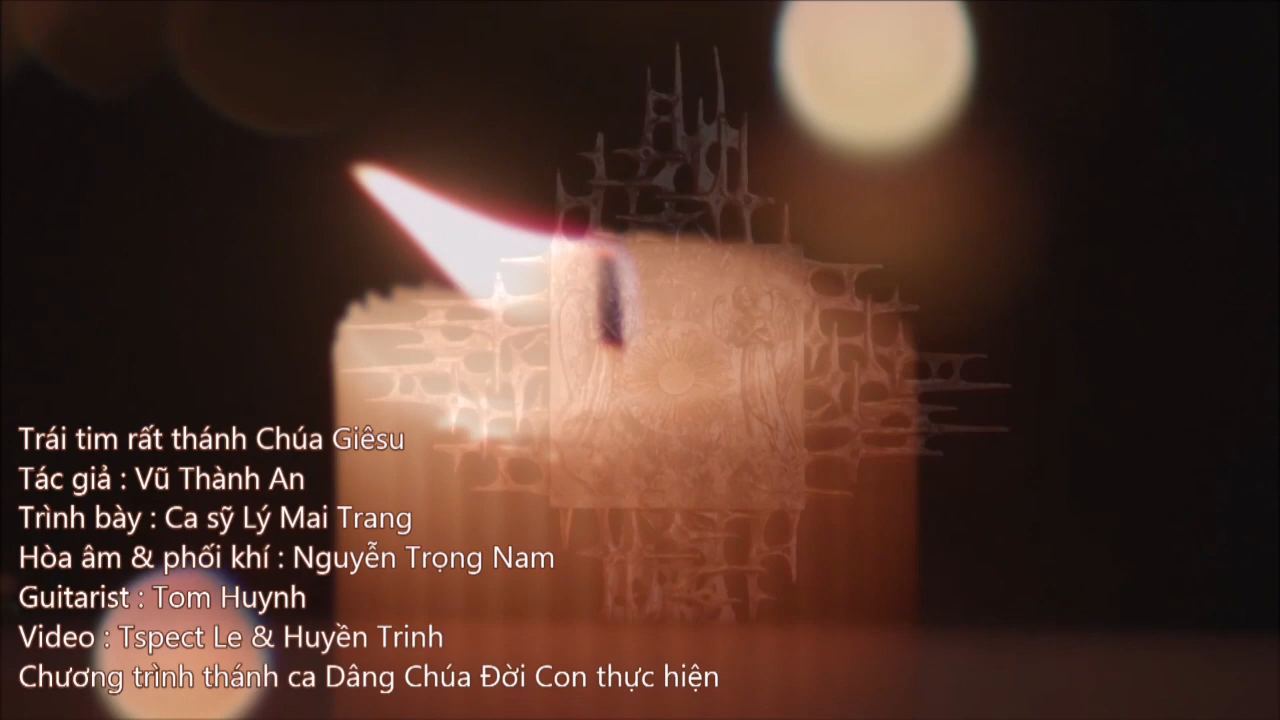 Trái tim rất thánh Chúa Giêsu
Tác giả : Vũ Thành An
Trình bày : Ca sỹ Lý Mai Trang
Hòa âm & phối khí : Nguyễn Trọng Nam
Guitarist : Tom Huynh
Video : Tspect Le & Huyền Trinh
Chương trình thánh ca Dâng Chúa Đời Con thực hiện